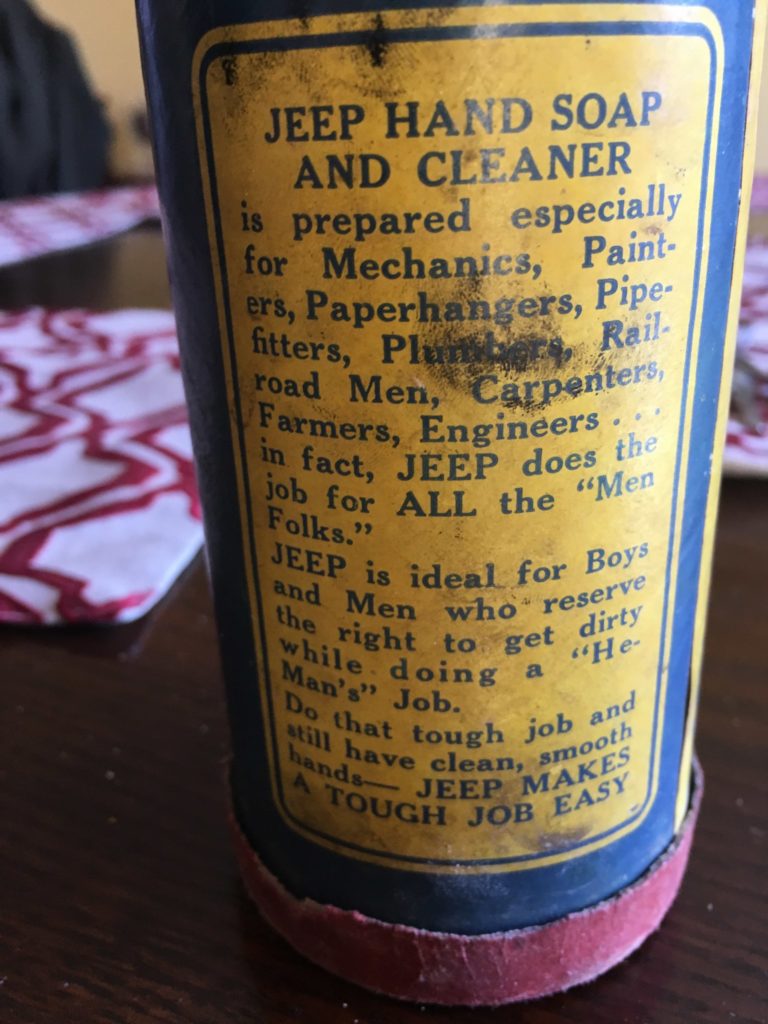 JEEP HAND SOAP
AND CLEANER
is prepared especially
for Mechanics, Paint-
ers, Paperhangers, Pipe-
fitters, Plumbers, Rail-
road Men, Carpenters,
Farmers, Engineers . . .
in fact, JEEP does the
job for ALL the “Men
Folks.”
JEEP is ideal for Boys
and Men who reserve
the right to get dirty
while doing a “He-
Man’s” Job.
Do that tough job and
still have clean, smooth
hands— JEEP MAKES
A TOUGH JOB EASY